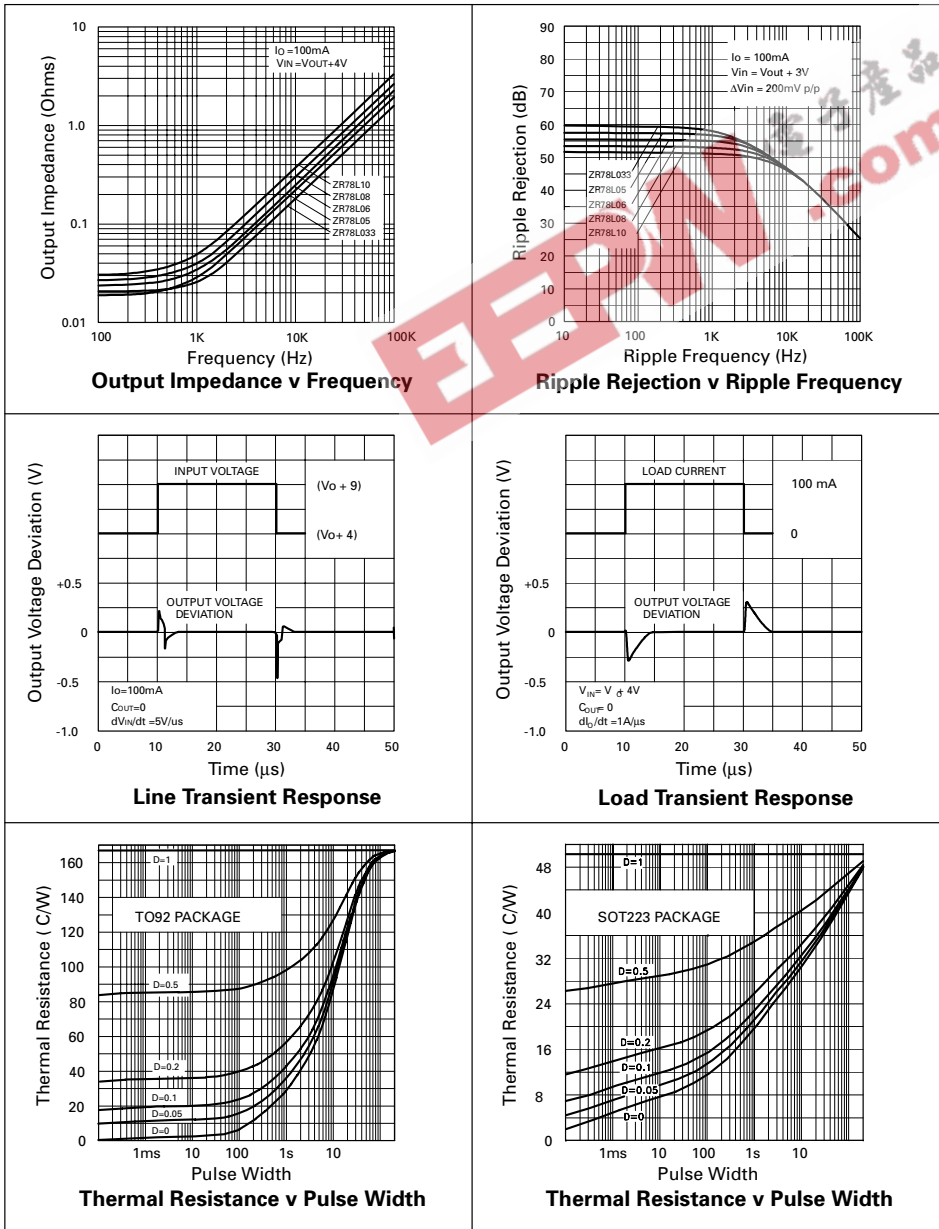 10
1.0
0.1
0.01
Output Impedance (Ohms)
IO =100mA
VIN =VOUT+4V
ZR78L10
ZR78L08
ZR78L06
ZR78L05
ZR78L033
100
1K
10K
100K
Frequency (Hz)
Output Impedance v Frequency
90
80
70
60
50
40
30
20
10
0
Ripple Rejection (dB)
Io = 100mA
Vin = Vout + 3V
ΔVin = 200mV p/p
ZR78L033
ZR78L05
ZR78L06
ZR78L08
ZR78L10
10
100
1K
10K
100K
Ripple Frequency (Hz)
Ripple Rejection v Ripple Frequency
EEPW
.com
電子產品
Output Voltage Deviation (V)
INPUT VOLTAGE
(Vo + 9)
(Vo+ 4)
+0.5
0
-0.5
-1.0
OUTPUT VOLTAGE
DEVIATION
Io=100mA
COUT=0
dVIN/dt =5V/us
0
10
20
30
40
50
Time (µs)
Line Transient Response
Output Voltage Deviation (V)
LOAD CURRENT
100 mA
0
+0.5
0
-0.5
-1.0
OUTPUT VOLTAGE
DEVIATION
VIN= V O + 4V
COUT= 0
dIO/dt =1A/µs
0
10
20
30
40
50
Time (µs)
Load Transient Response
Thermal Resistance ( C/W)
160
140
120
100
80
60
40
20
0
D=1
TO92 PACKAGE
D=0.5
D=0.2
D=0.1
D=0.05
D=0
1ms
10
100
1s
10
Pulse Width
Thermal Resistance v Pulse Width
Thermal Resistance ( C/W)
48
40
32
24
16
8
0
D=1
SOT223 PACKAGE
D=0.5
D=0.2
D=0.1
D=0.05
D=0
1ms
10
100
1s
10
Pulse Width
Thermal Resistance v Pulse Width